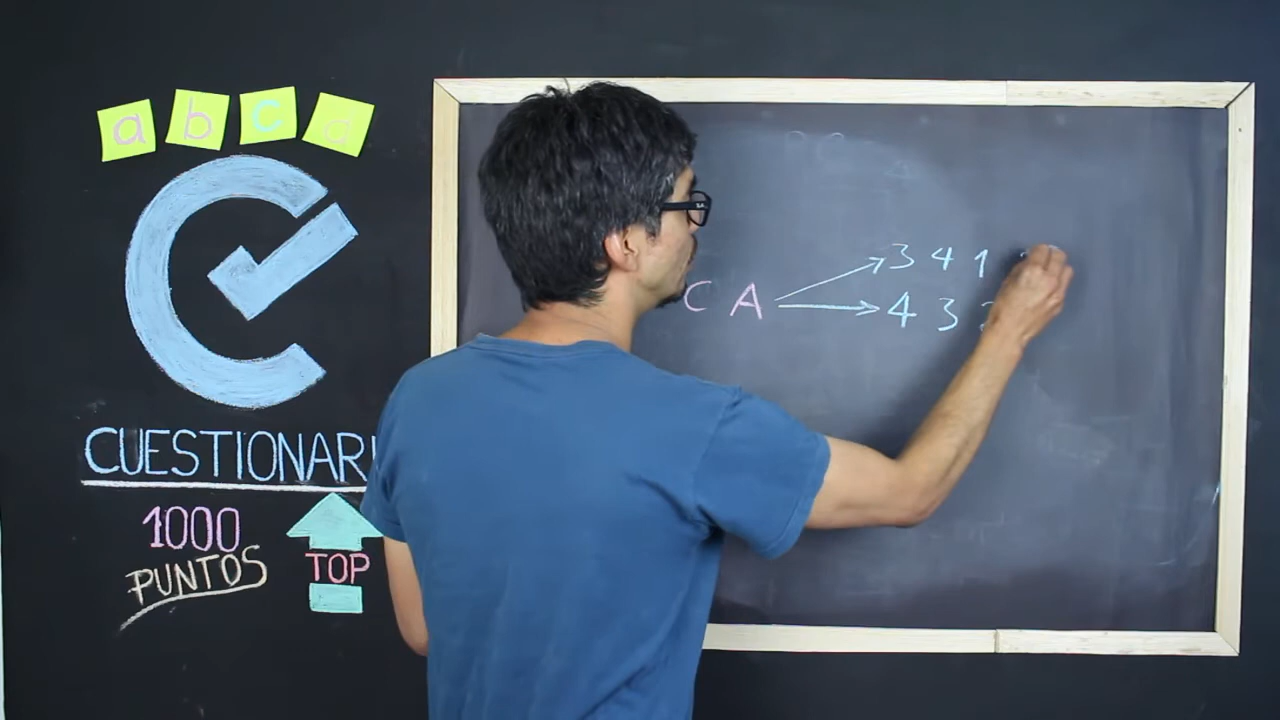 a b c d
CUESTIONARI
1000
PUNTOS
TOP
C A
3 4 1
4 3